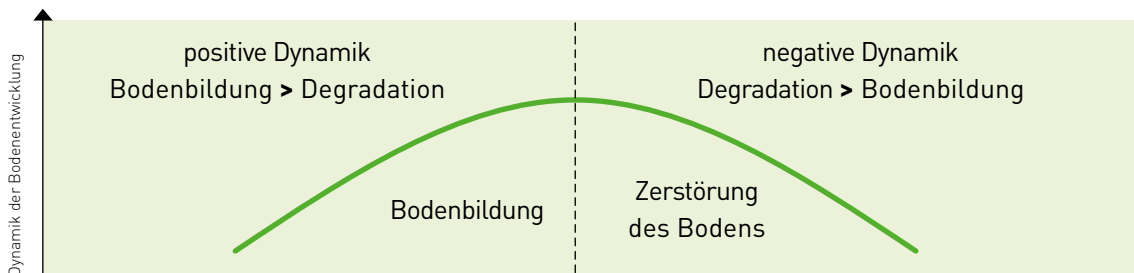 positive Dynamik
Bodenbildung > Degradation
negative Dynamik
Degradation > Bodenbildung
Dynamik der Bodenentwicklung
Bodenbildung
Zerstörung
des Bodens